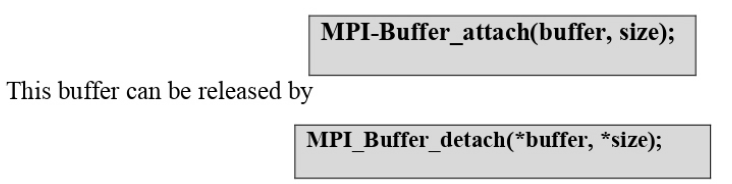 MPI-Buffer_attach(buffer, size);
This buffer can be released by
MPI_Buffer_detach(*buffer, *size);